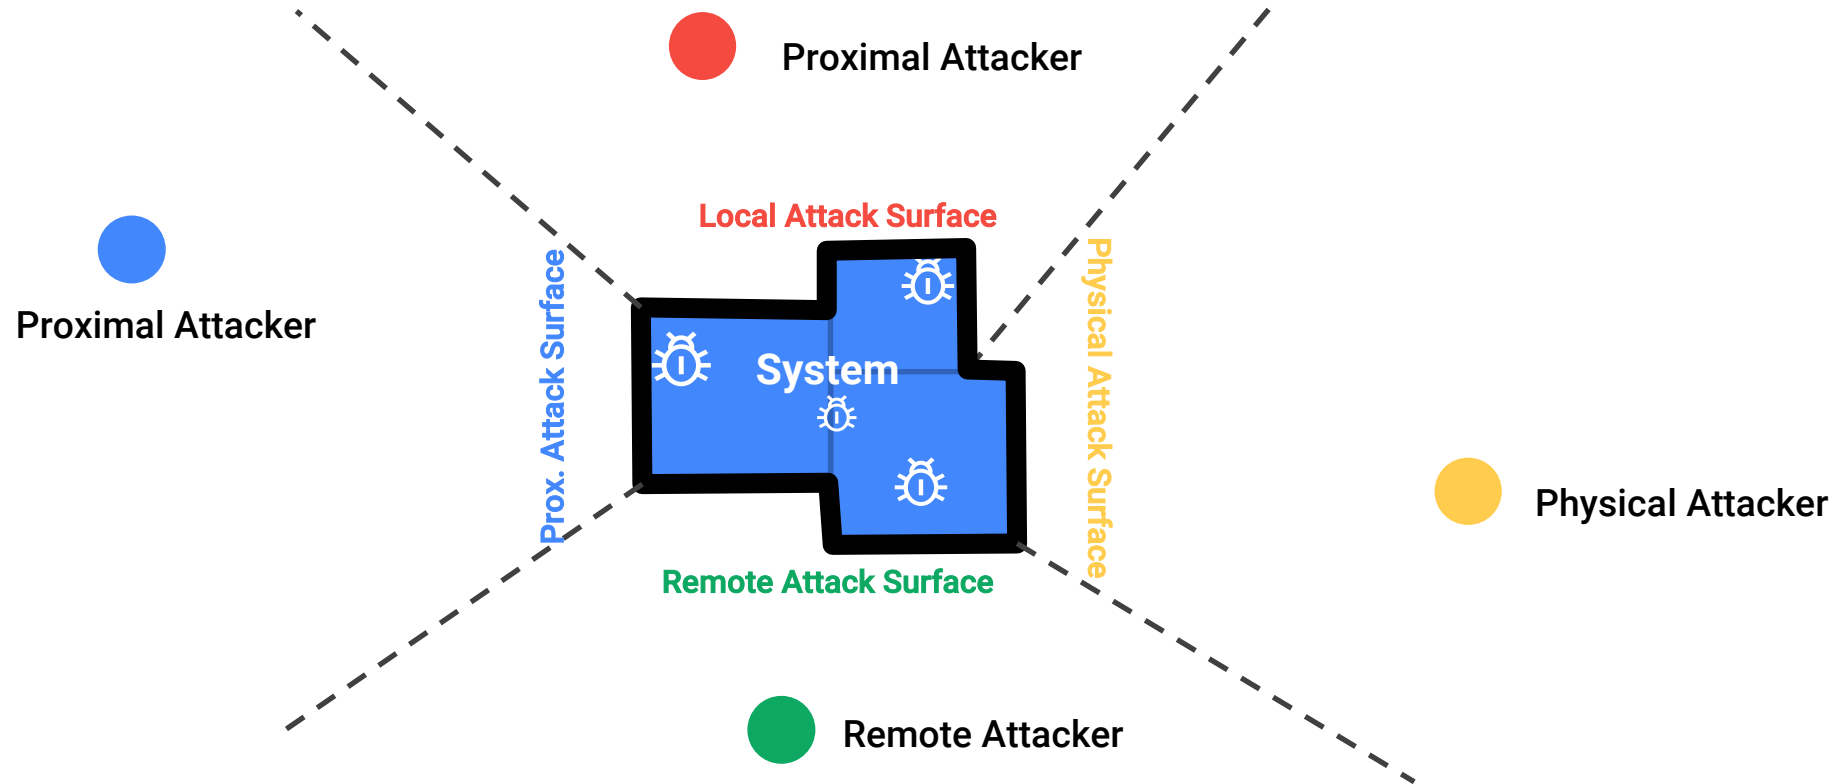 Proximal Attacker
Local Attack Surface
Proximal Attacker
Prox. Attack Surface
System
Physical Attack Surface
Physical Attacker
Remote Attack Surface
Remote Attacker